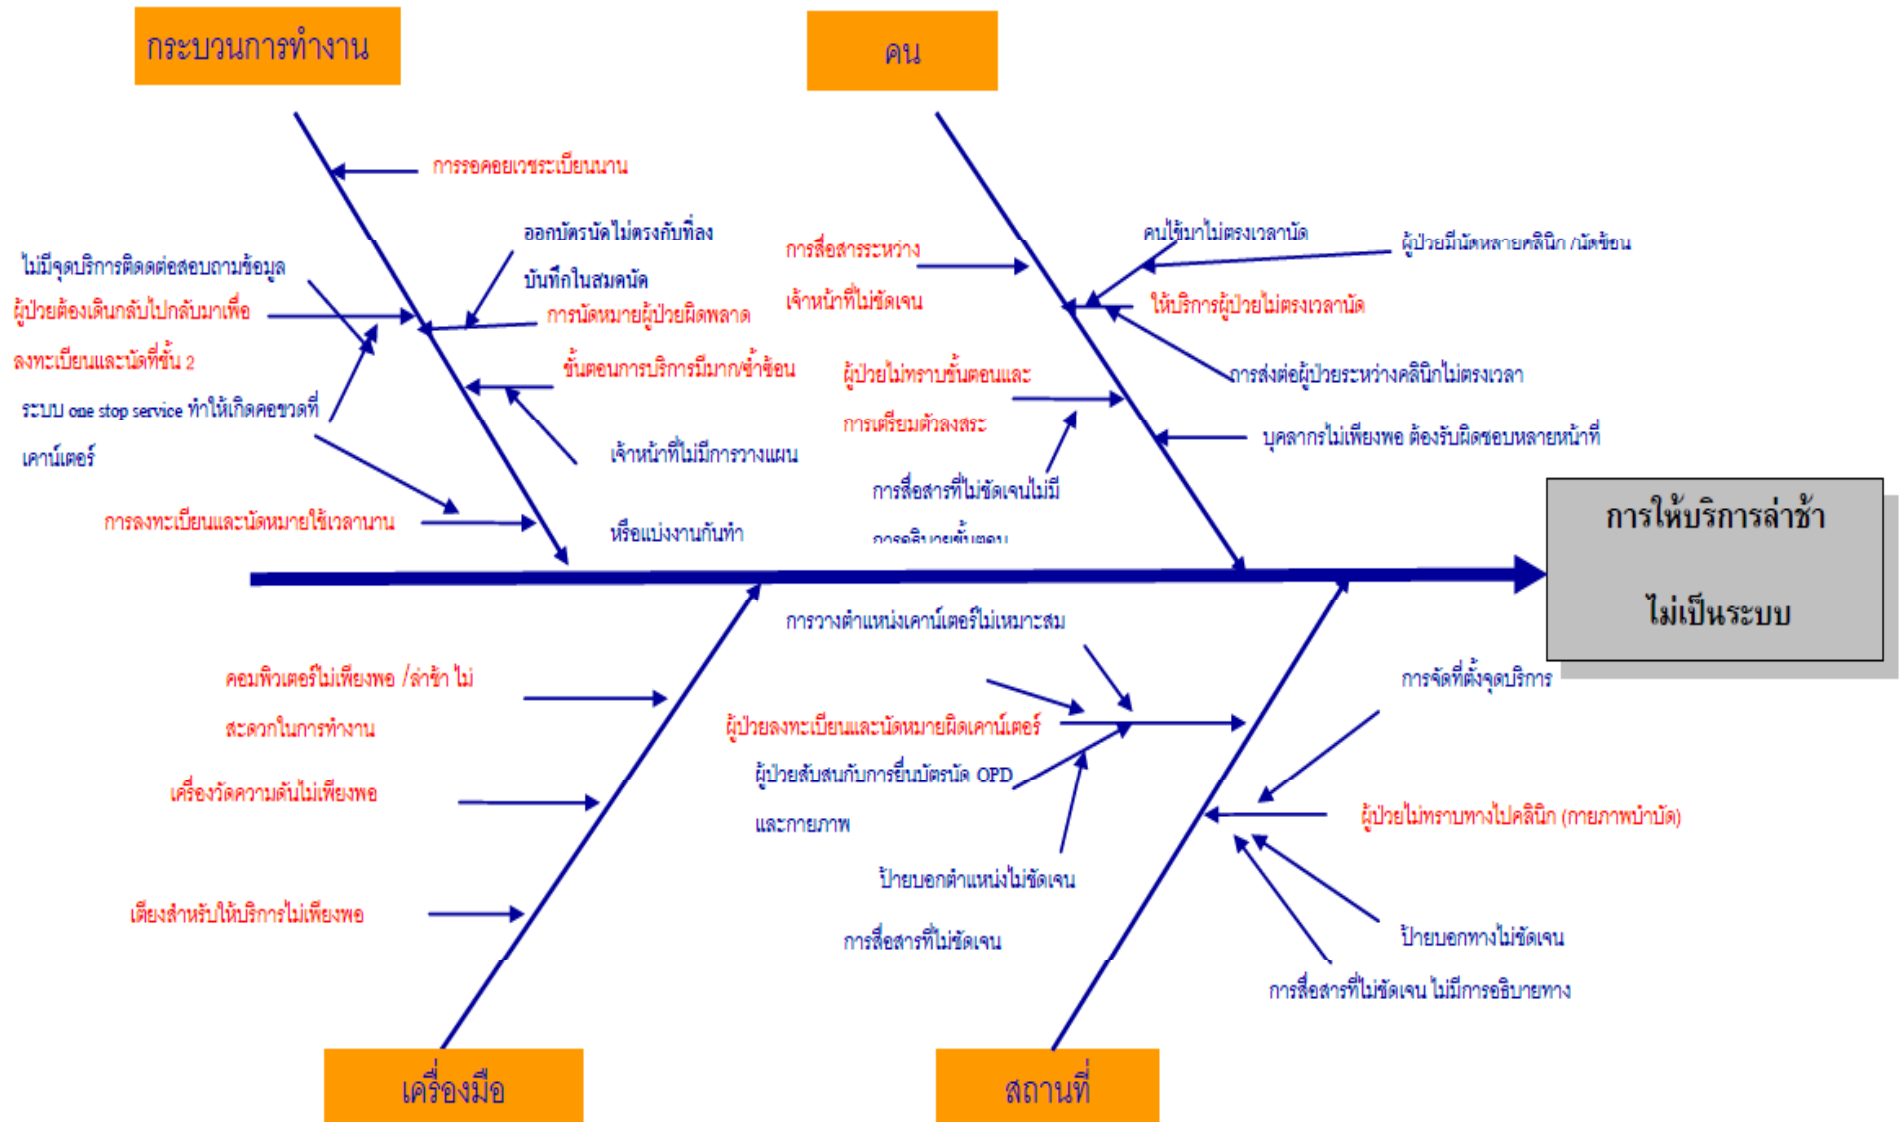 กระบวนการทำงาน
คน
การรอคอยเวชระเบียนนาน
ออกบัตรนัดไม่ตรงกับที่ลง
บันทึกในสมดนัด
ไม่มีจุดบริการติดดต่อสอบถามข้อมูล
ผู้ป่วยต้องเดินกลับไปกลับมาเพื่อ
ลงทะเบียนและนัดที่ชั้น 2
การนัดหมายผู้ป่วยผิดพลาด
ขั้นตอนการบริการมีมาก/ซ้ำซ้อน
ระบบ one stop service ทำให้เกิดคอขวดที่
เคาน์เตอร์
เจ้าหน้าที่ไม่มีการวางแผน
หรือแบ่งงานกันทำ
การลงทะเบียนและนัดหมายใช้เวลานาน
การสื่อสารระหว่าง
เจ้าหน้าที่ไม่ชัดเจน
คนไข้มาไม่ตรงเวลานัด
ผู้ป่วยมีนัดหลายคลินิก /นัดซ้อน
ให้บริการผู้ป่วยไม่ตรงเวลานัด
การส่งต่อผู้ป่วยระหว่างคลินิกไม่ตรงเวลา
ผู้ป่วยไม่ทราบขั้นตอนและ
การเตรียมตัวลงสระ
บุคลากรไม่เพียงพอ ต้องรับผิดชอบหลายหน้าที่
การสื่อสารที่ไม่ชัดเจนไม่มี
การอธิบายขั้นตอน
การให้บริการล่าช้า
ไม่เป็นระบบ
การวางตำแหน่งเคาน์เตอร์ไม่เหมาะสม
คอมพิวเตอร์ไม่เพียงพอ /ล่าช้า ไม่
สะดวกในการทำงาน
เครื่องวัดความดันไม่เพียงพอ
เตียงสำหรับให้บริการไม่เพียงพอ
ผู้ป่วยลงทะเบียนและนัดหมายผิดเคาน์เตอร์
ผู้ป่วยสับสนกับการยื่นบัตรนัด OPD
และกายภาพ
ป้ายบอกตำแหน่งไม่ชัดเจน
การสื่อสารที่ไม่ชัดเจน
การจัดที่ตั้งจุดบริการ
ผู้ป่วยไม่ทราบทางไปคลินิก (กายภาพบำบัด)
ป้ายบอกทางไม่ชัดเจน
การสื่อสารที่ไม่ชัดเจน ไม่มีการอธิบายทาง
เครื่องมือ
สถานที่